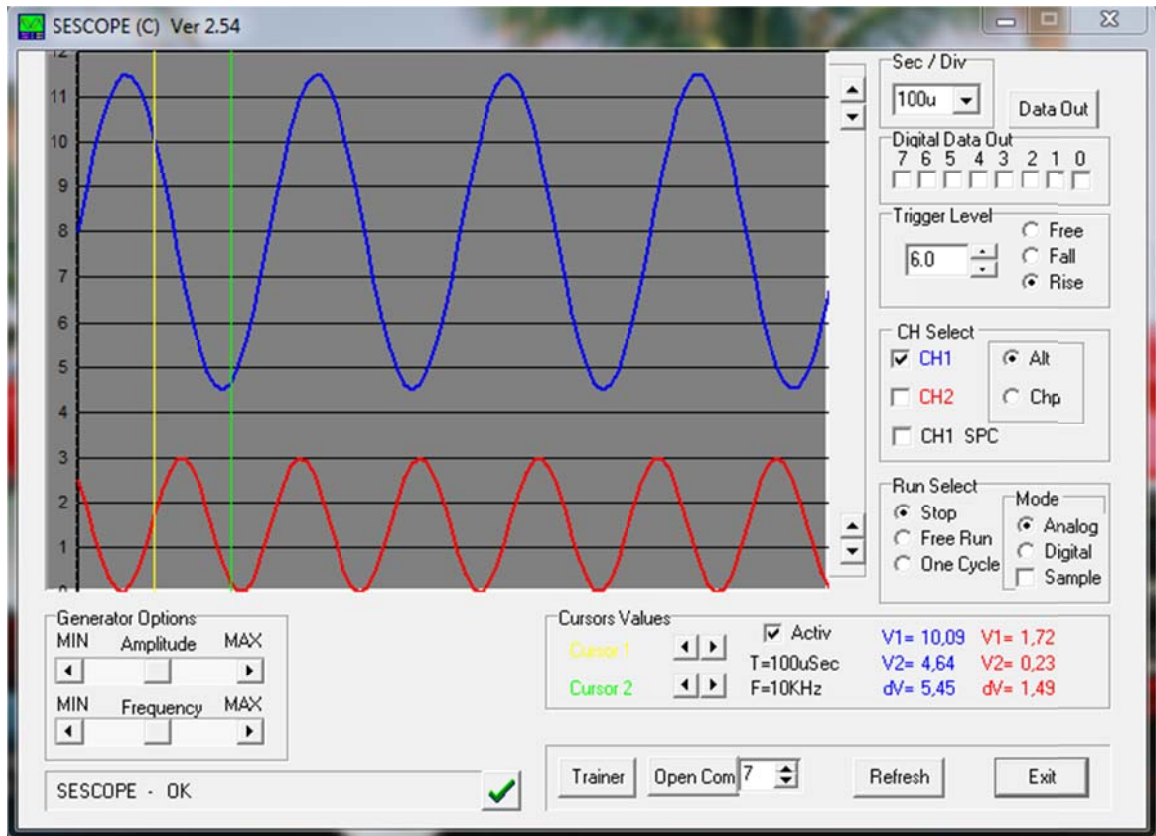 SESCOPE (C) Ver 2.54
12
11
10
9
8
7
6
5
4
3
2
1
0
Sec / Div
100u
Data Out
Digital Data Out
7 6 5 4 3 2 1 0
Trigger Level
6.0
Free
Fall
Rise
CH Select
CH1
CH2
CH1 SPC
Alt
Chp
Run Select
Stop
Free Run
One Cycle
Mode
Analog
Digital
Sample
Generator Options
MIN Amplitude MAX
MIN Frequency MAX
Cursors Values
Cursor 1
Cursor 2
Activ
T=100uSec
F=10KHz
V1= 10,09 V1= 1,72
V2= 4,64 V2= 0,23
dV= 5,45 dV= 1,49
SESCOPE - OK
Trainer
Open Com 7
Refresh
Exit